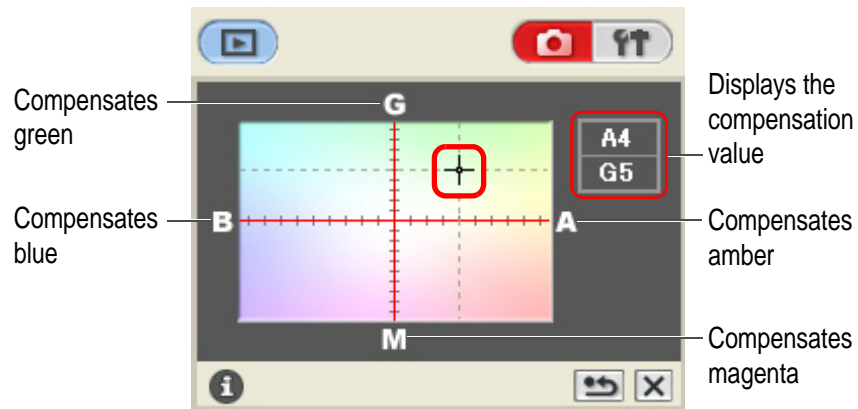 Compensates
green
G
A4
G5
Displays the
compensation
value
Compensates
blue
B
A
Compensates
amber
M
Compensates
magenta
i